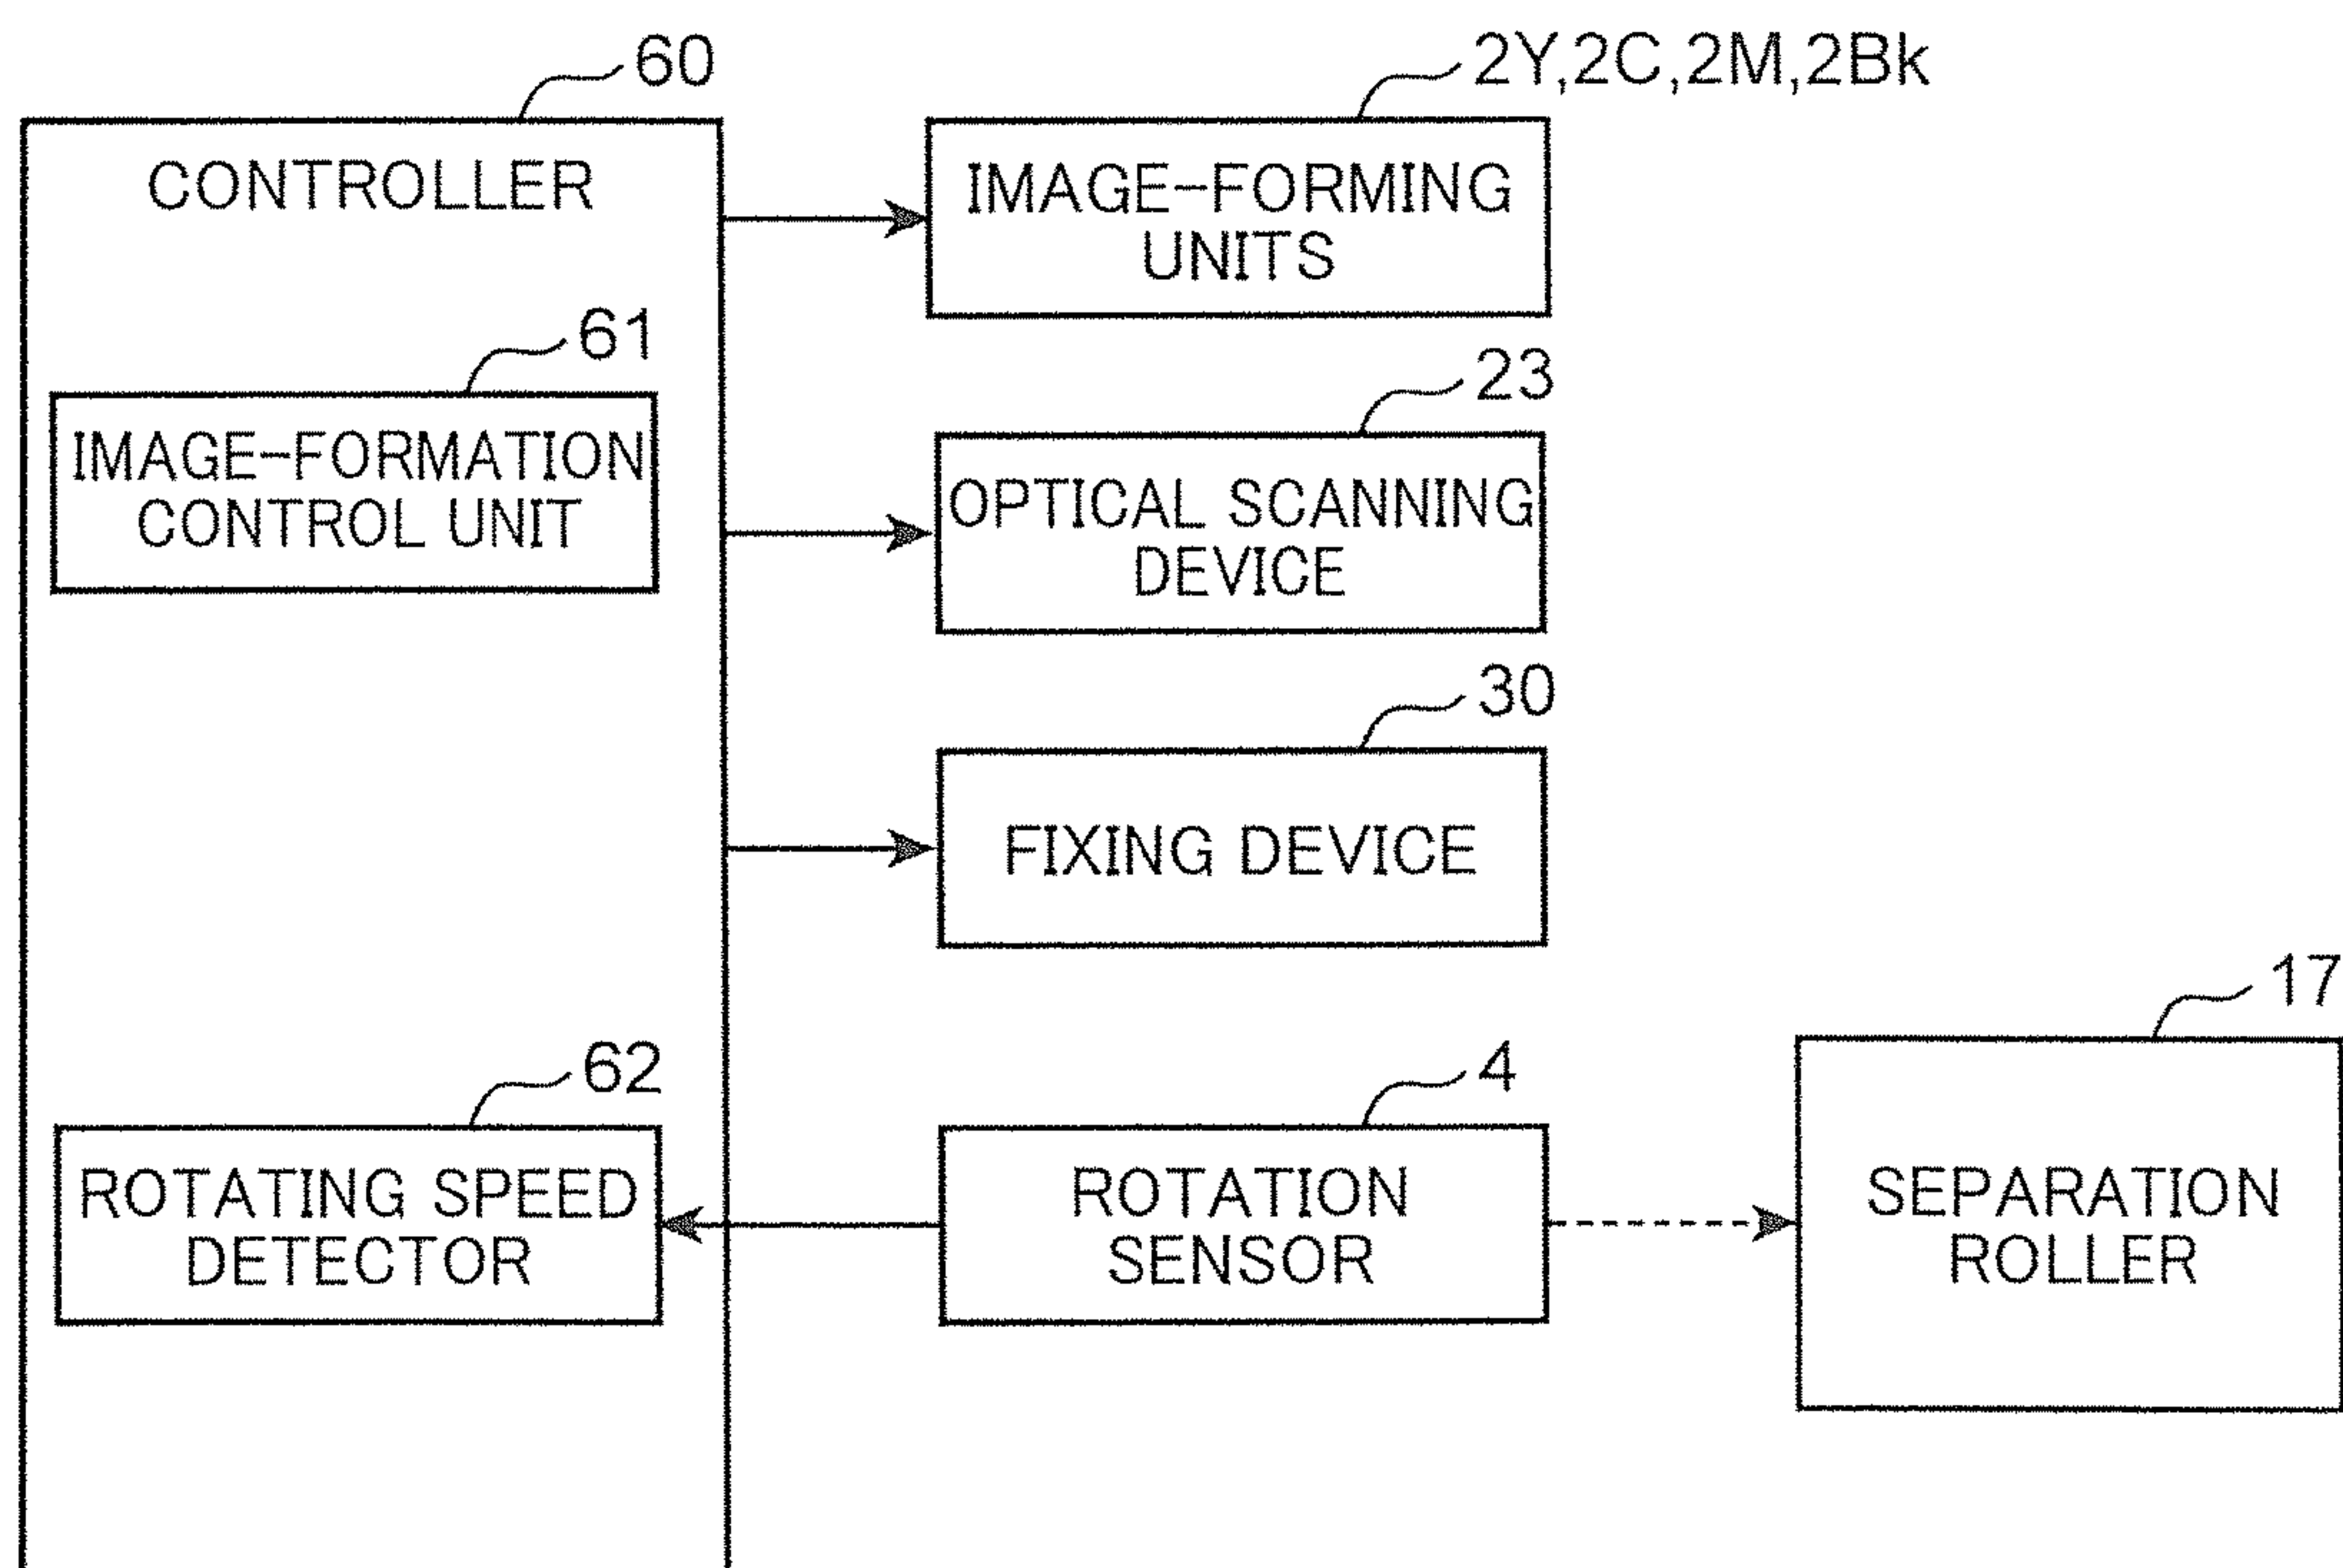 60
CONTROLLER
2Y,2C,2M,2Bk
IMAGE-FORMING
UNITS
61
IMAGE-FORMATION
CONTROL UNIT
23
OPTICAL SCANNING
DEVICE
30
FIXING DEVICE
62
ROTATING SPEED
DETECTOR
4
ROTATION
SENSOR
17
SEPARATION
ROLLER